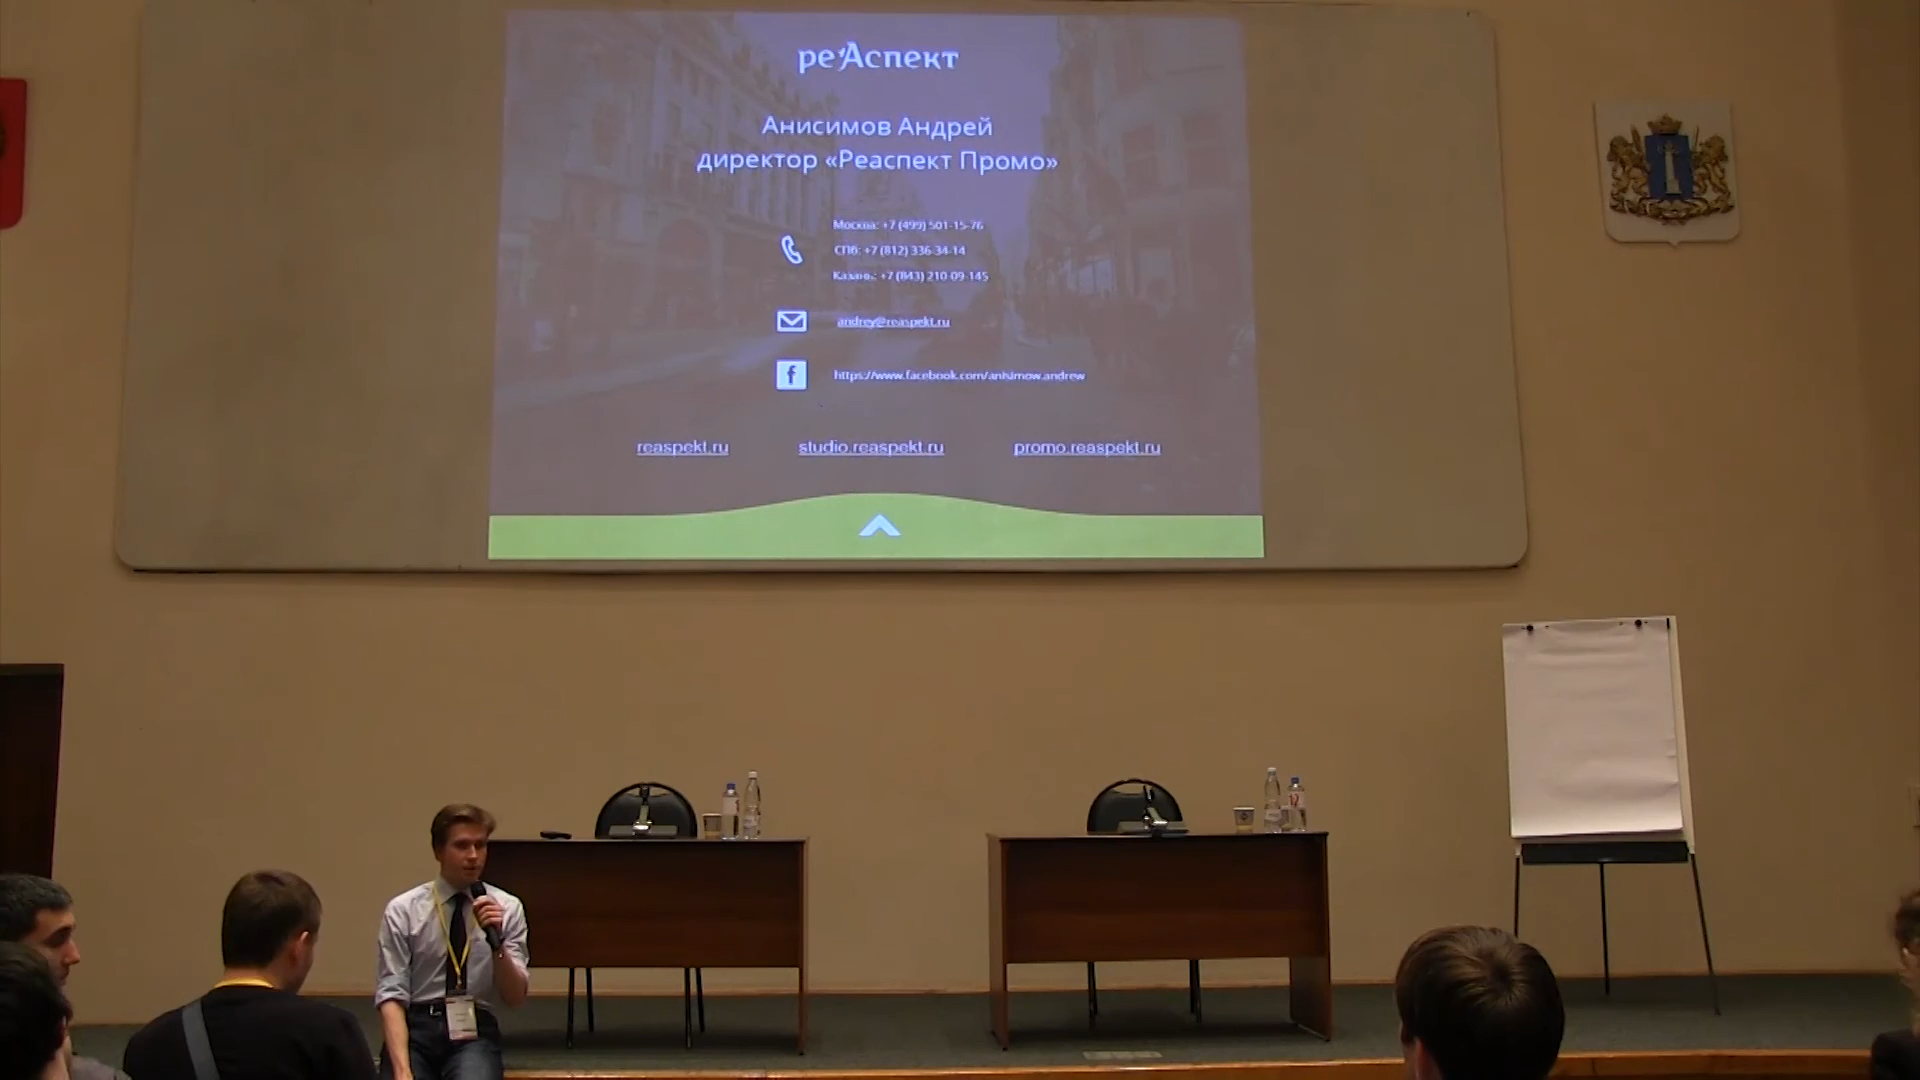 реАспект
Анисимов Андрей
директор «Реаспект Промо»
Москва: +7 (499) 501-15-76
СПб: +7 (812) 336-34-14
Казань: +7 (843) 210-09-145
andrey@reaspekt.ru
https://www.facebook.com/anisimow.andrew
reaspekt.ru studio.reaspekt.ru promo.reaspekt.ru